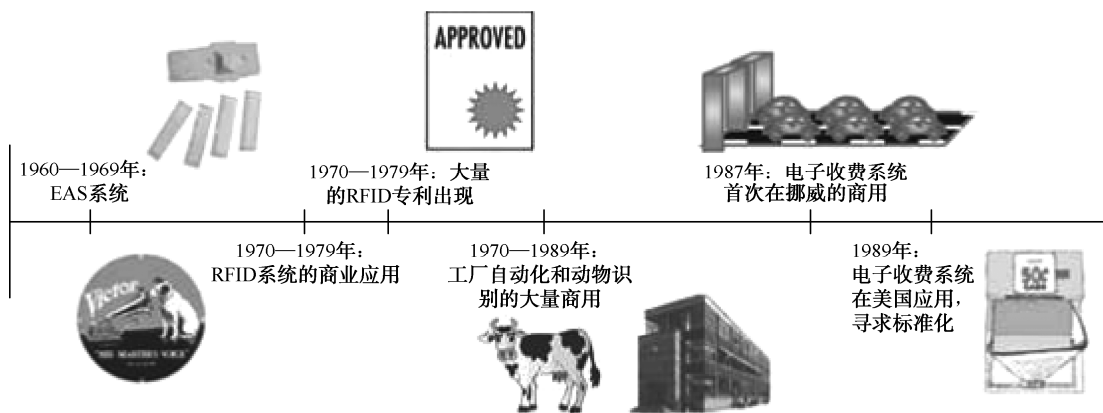 APPROVED
1960—1969年:
EAS系统
1970—1979年: 大量
的RFID专利出现
1987年: 电子收费系统
首次在挪威的商用
1970—1979年:
RFID系统的商业应用
1970—1989年:
工厂自动化和动物识
别的大量商用
1989年:
电子收费系统
在美国应用,
寻求标准化
Victor
"HIS MASTER'S VOICE"
50¢